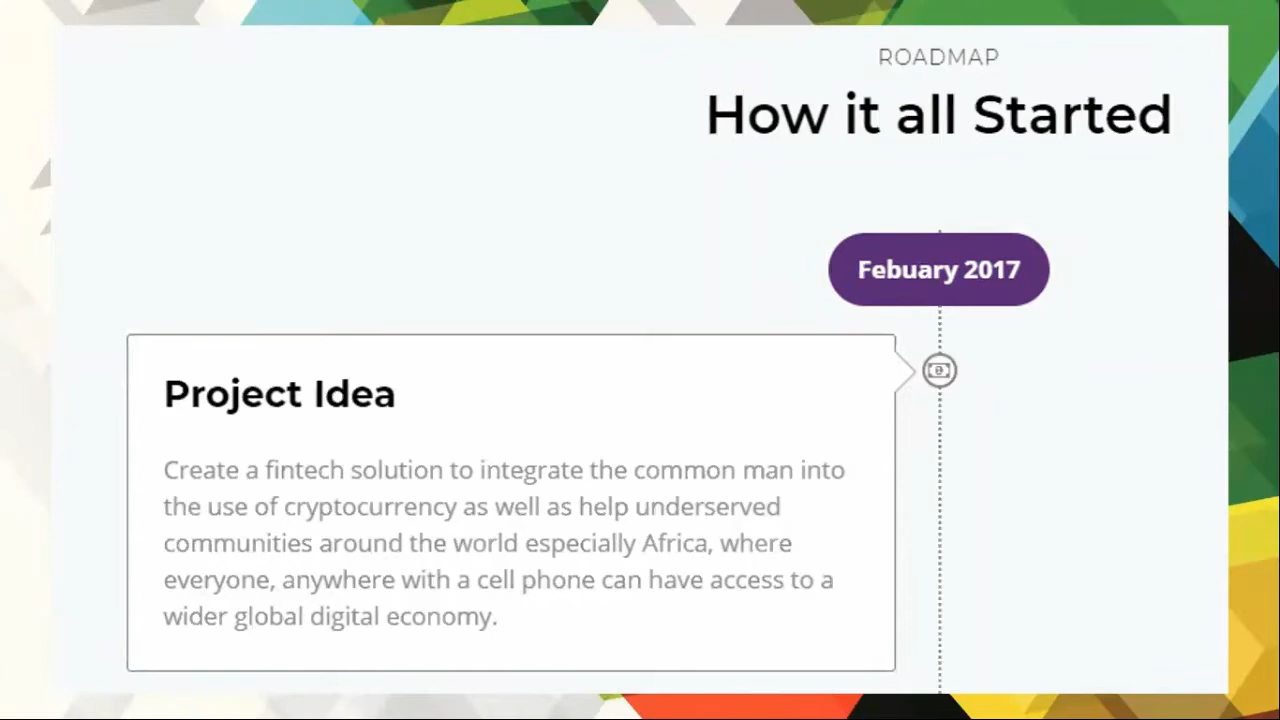 ROADMAP
How it all Started
Febuary 2017
Project Idea
Create a fintech solution to integrate the common man into
the use of cryptocurrency as well as help underserved
communities around the world especially Africa, where
everyone, anywhere with a cell phone can have access to a
wider global digital economy.